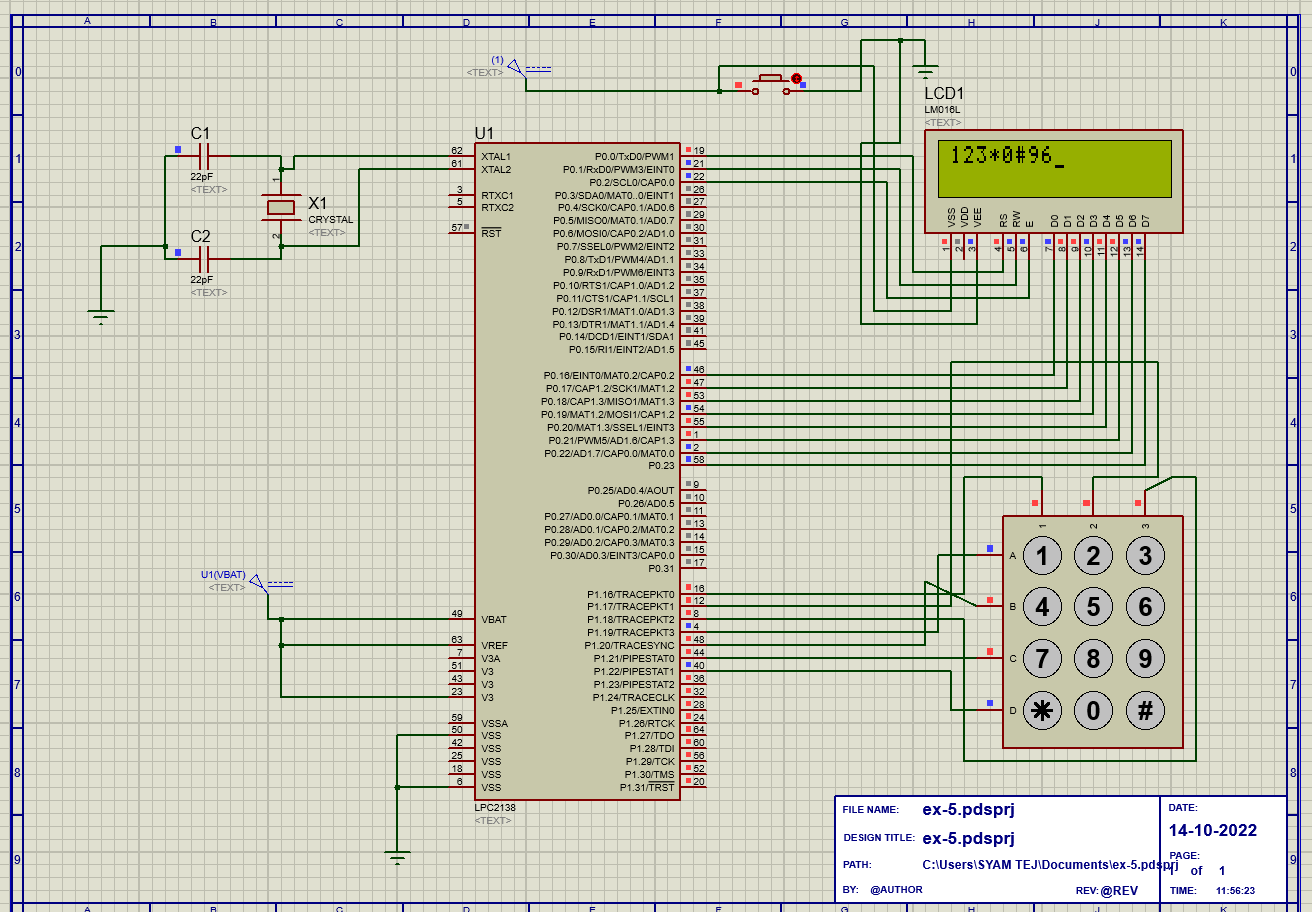 A B C D E F G H J K
0 0
1 1
2 2
3 3
4 4
5 5
6 6
7 7
8 8
9 9
(1)
<TEXT>
C1
22pF
<TEXT>
1
X1
CRYSTAL
<TEXT>
2
C2
22pF
<TEXT>
U1(VBAT)
<TEXT>
U1
62 XTAL1
61 XTAL2
3 RTXC1
5 RTXC2
57 RST
49 VBAT
63 VREF
7 V3A
51 V3
43 V3
23 V3
59 VSSA
50 VSS
42 VSS
25 VSS
18 VSS
6 VSS
P0.0/TxD0/PWM1 19
P0.1/RxD0/PWM3/EINT0 21
P0.2/SCL0/CAP0.0 22
P0.3/SDA0/MAT0..0/EINT1 26
P0.4/SCK0/CAP0.1/AD0.6 27
P0.5/MISO0/MAT0.1/AD0.7 29
P0.6/MOSI0/CAP0.2/AD1.0 30
P0.7/SSEL0/PWM2/EINT2 31
P0.8/TxD1/PWM4/AD1.1 33
P0.9/RxD1/PWM6/EINT3 34
P0.10/RTS1/CAP1.0/AD1.2 35
P0.11/CTS1/CAP1.1/SCL1 37
P0.12/DSR1/MAT1.0/AD1.3 38
P0.13/DTR1/MAT1.1/AD1.4 39
P0.14/DCD1/EINT1/SDA1 41
P0.15/RI1/EINT2/AD1.5 45
P0.16/EINT0/MAT0.2/CAP0.2 46
P0.17/CAP1.2/SCK1/MAT1.2 47
P0.18/CAP1.3/MISO1/MAT1.3 53
P0.19/MAT1.2/MOSI1/CAP1.2 54
P0.20/MAT1.3/SSEL1/EINT3 55
P0.21/PWM5/AD1.6/CAP1.3 1
P0.22/AD1.7/CAP0.0/MAT0.0 2
P0.23 58
P0.25/AD0.4/AOUT 9
P0.26/AD0.5 10
P0.27/AD0.0/CAP0.1/MAT0.1 11
P0.28/AD0.1/CAP0.2/MAT0.2 13
P0.29/AD0.2/CAP0.3/MAT0.3 14
P0.30/AD0.3/EINT3/CAP0.0 15
P0.31 17
P1.16/TRACEPKT0 16
P1.17/TRACEPKT1 12
P1.18/TRACEPKT2 8
P1.19/TRACEPKT3 4
P1.20/TRACESYNC 48
P1.21/PIPESTAT0 44
P1.22/PIPESTAT1 40
P1.23/PIPESTAT2 36
P1.24/TRACECLK 32
P1.25/EXTIN0 28
P1.26/RTCK 24
P1.27/TDO 64
P1.28/TDI 60
P1.29/TCK 56
P1.30/TMS 52
P1.31/TRST 20
LPC2138
<TEXT>
LCD1
LM016L
<TEXT>
123*0#96_
VSS VDD VEE RS RW E D0 D1 D2 D3 D4 D5 D6 D7
1 2 3 4 5 6 7 8 9 10 11 12 13 14
1 2 3
A 1 2 3
B 4 5 6
C 7 8 9
D * 0 #
FILE NAME: ex-5.pdsprj
DESIGN TITLE: ex-5.pdsprj
PATH: C:\Users\SYAM TEJ\Documents\ex-5.pdsprj
BY: @AUTHOR REV: @REV
DATE:
14-10-2022
PAGE:
1 of 1
TIME: 11:56:23
A B C D E F G H J K